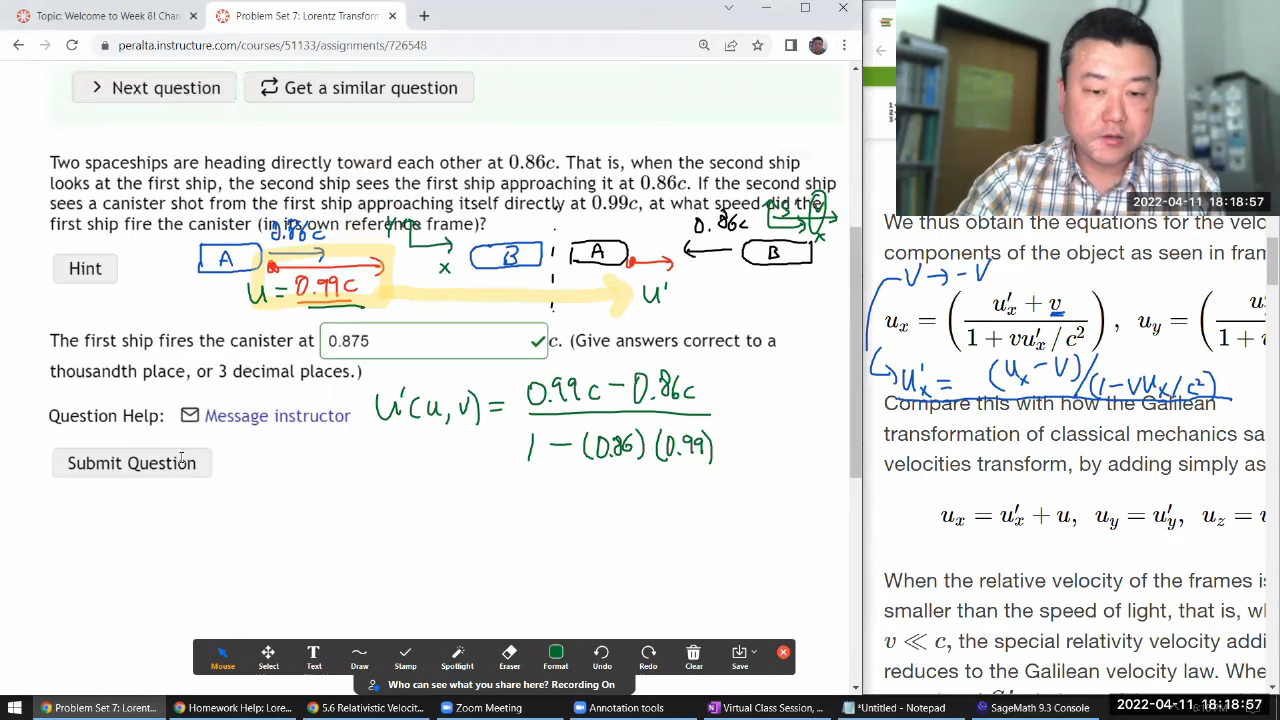 Topic: Welcome to Week 8! Chan
Problem Set 7: Lorentz Transform
peralta.instructure.com/courses/51133/assignments/726548
Next question
Get a similar question
Two spaceships are heading directly toward each other at 0.86c. That is, when the second ship
looks at the first ship, the second ship sees the first ship approaching it at 0.86c. If the second ship
sees a canister shot from the first ship approaching itself directly at 0.99c, at what speed did the
first ship fire the canister (in its own reference frame)?
0.86c
y
x
A
B
0.86c
A
B
x
Hint
u = 0.99c
u'
The first ship fires the canister at 0.875 c. (Give answers correct to a
thousandth place, or 3 decimal places.)
Question Help: Message instructor
u'(u, v) = 0.99c − 0.86c
1 − (0.86)(0.99)
Submit Question
2022-04-11 18:18:57
We thus obtain the equations for the veloc
components of the object as seen in fram
v → -v
uₓ = ( u'ₓ + v / 1 + vu'ₓ / c² ) , u_y = (
u'ₓ = (uₓ − v)/(1 − vuₓ/c²)
Compare this with how the Galilean
transformation of classical mechanics sa
velocities transform, by adding simply as
uₓ = u'ₓ + u, u_y = u'_y, u_z = u
When the relative velocity of the frames is
smaller than the speed of light, that is, w
v ≪ c, the special relativity velocity addi
reduces to the Galilean velocity law. Whe
Mouse
Select
Text
Draw
Stamp
Spotlight
Eraser
Format
Undo
Redo
Clear
Save
Who can see what you share here? Recording On
Problem Set 7: Lorent...
Homework Help: Lore...
5.6 Relativistic Velocit...
Zoom Meeting
Annotation tools
Virtual Class Session, ...
*Untitled - Notepad
SageMath 9.3 Console
2022-04-11 18:18:57